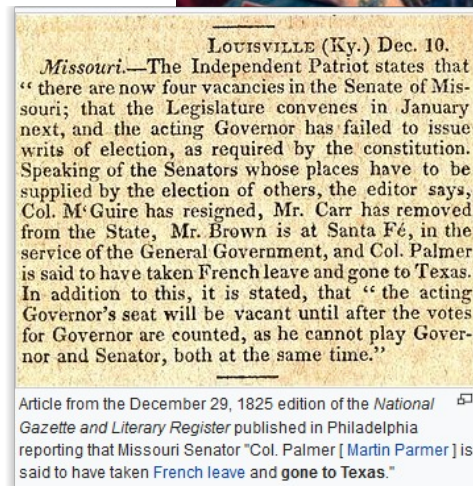 LOUISVILLE (Ky.) Dec. 10.
Missouri.—The Independent Patriot states that
“ there are now four vacancies in the Senate of Mis-
souri; that the Legislature convenes in January
next, and the acting Governor has failed to issue
writs of election, as required by the constitution.
Speaking of the Senators whose places have to be
supplied by the election of others, the editor says,
Col. M‘Guire has resigned, Mr. Carr has removed
from the State, Mr. Brown is at Santa Fé, in the
service of the General Government, and Col. Palmer
is said to have taken French leave and gone to Texas.
In addition to this, it is stated, that “ the acting
Governor's seat will be vacant until after the votes
for Governor are counted, as he cannot play Gover-
nor and Senator, both at the same time.”
Article from the December 29, 1825 edition of the National
Gazette and Literary Register published in Philadelphia
reporting that Missouri Senator "Col. Palmer [ Martin Parmer ] is
said to have taken French leave and gone to Texas."